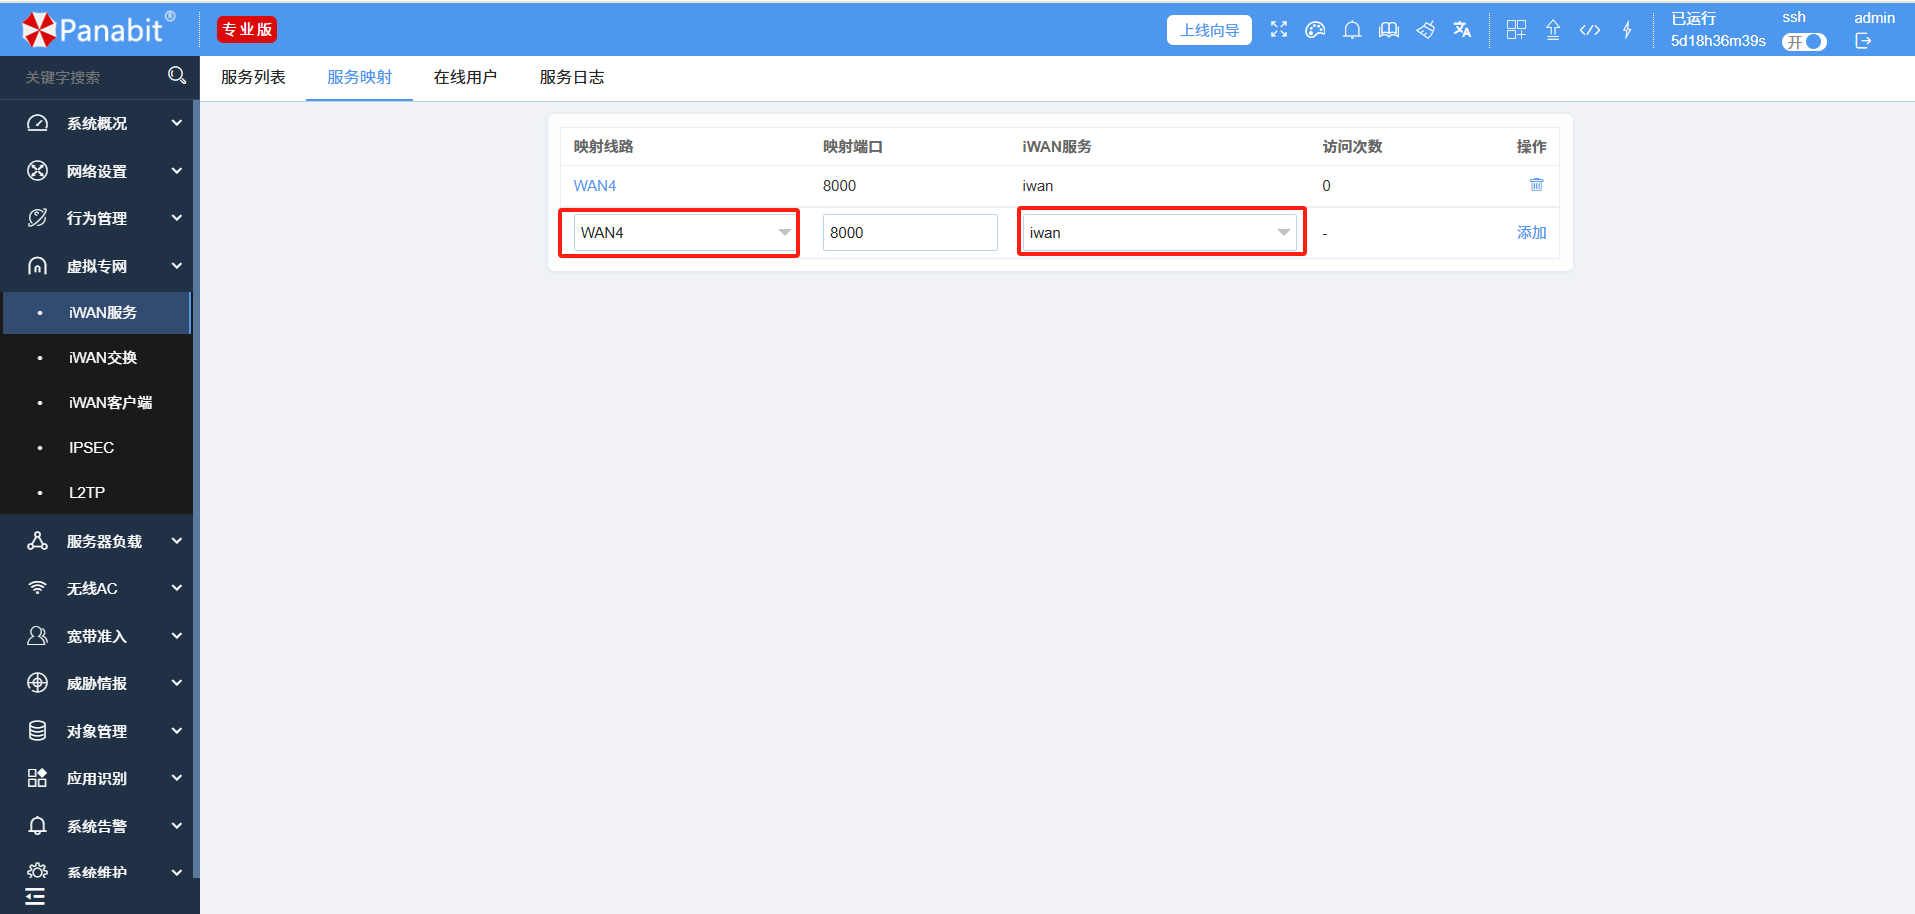 Panabit®
专业版
上线向导
已运行
5d18h36m39s
ssh
开
admin
关键字搜索
系统概况
网络设置
行为管理
虚拟专网
iWAN服务
iWAN交换
iWAN客户端
IPSEC
L2TP
服务器负载
无线AC
宽带准入
威胁情报
对象管理
应用识别
系统告警
系统维护
服务列表 服务映射 在线用户 服务日志
映射线路 映射端口 iWAN服务 访问次数 操作
WAN4 8000 iwan 0
WAN4 8000 iwan - 添加